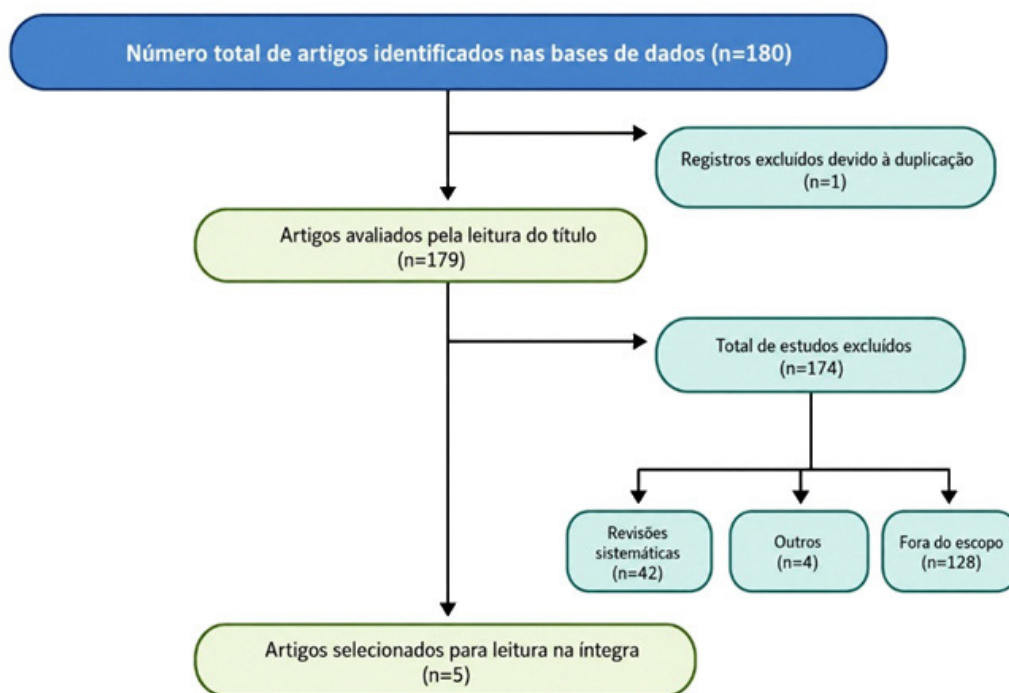 Número total de artigos identificados nas bases de dados (n=180)
Registros excluídos devido à duplicação
(n=1)
Artigos avaliados pela leitura do título
(n=179)
Total de estudos excluídos
(n=174)
Revisões
sistemáticas
(n=42)
Outros
(n=4)
Fora do escopo
(n=128)
Artigos selecionados para leitura na íntegra
(n=5)